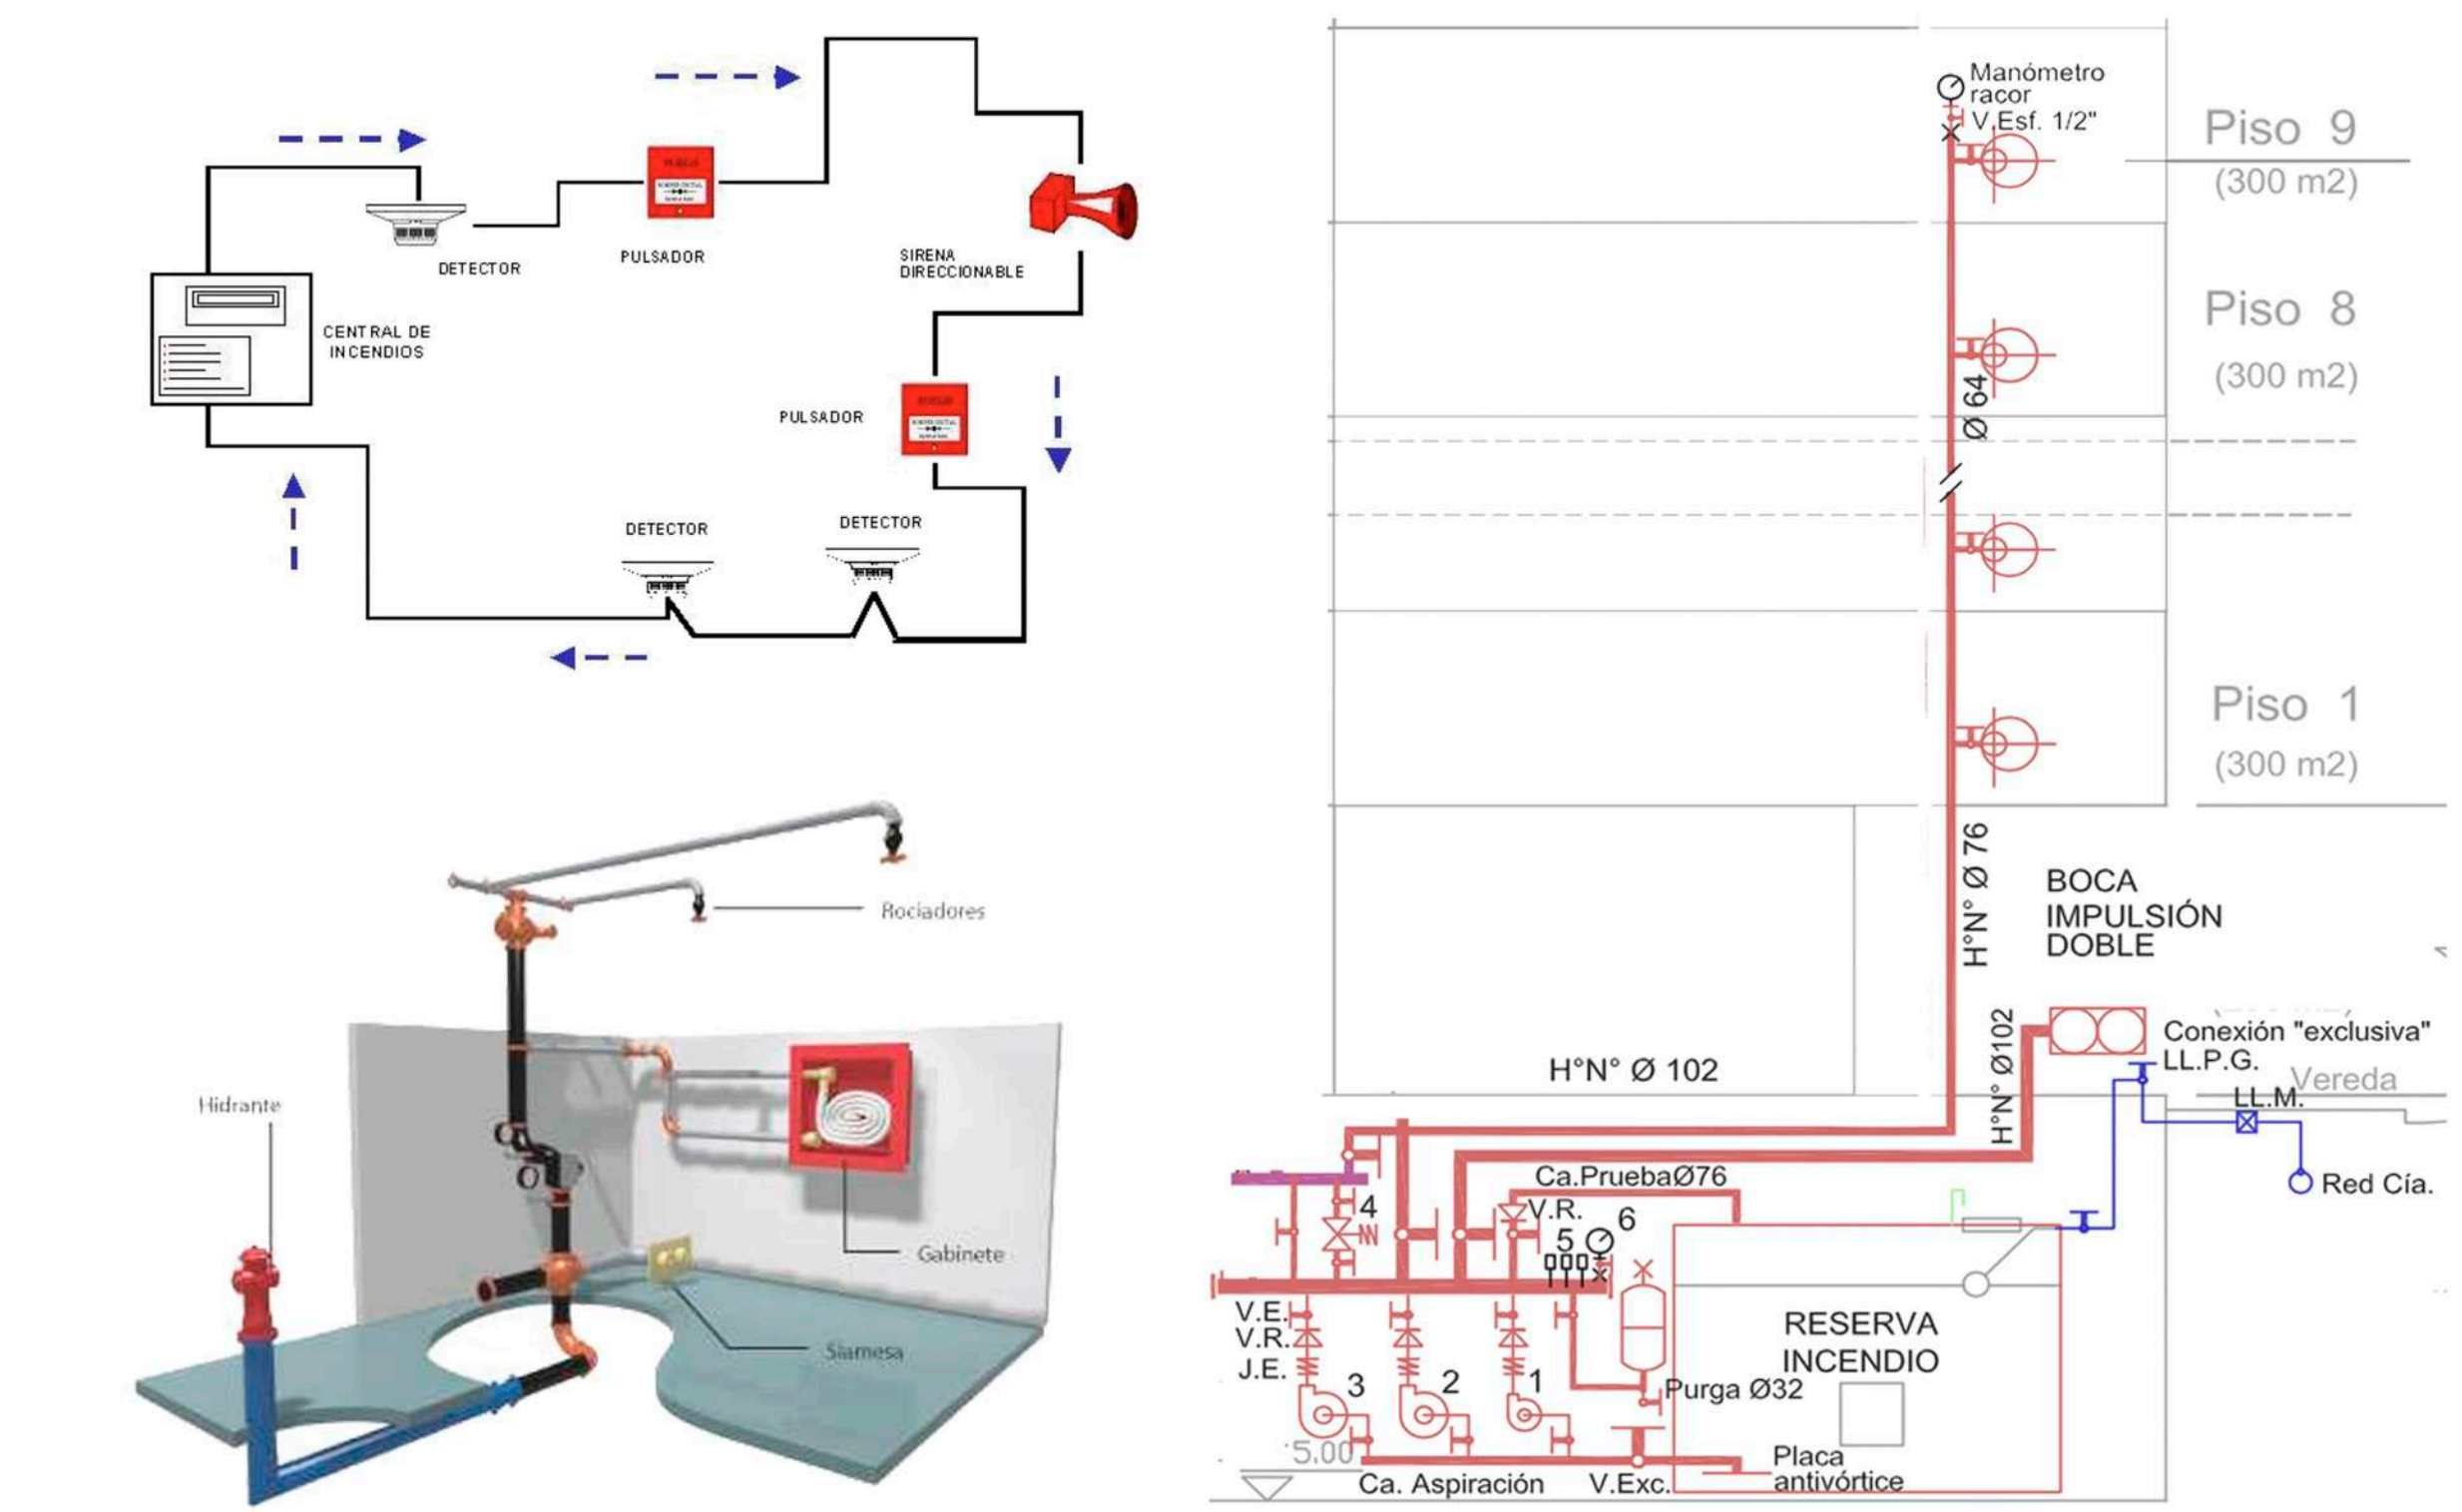 DETECTOR
PULSADOR
SIRENA
DIRECCIONABLE
CENTRAL DE
INCENDIOS
PULSADOR
DETECTOR
DETECTOR
Rociadores
Hidrante
Gabinete
Siamesa
Manómetro
racor
V.Esf. 1/2"
Piso 9
(300 m2)
Piso 8
(300 m2)
Ø 64
Piso 1
(300 m2)
H°N° Ø 76
BOCA
IMPULSIÓN
DOBLE
H°N° Ø102
Conexión "exclusiva"
LL.P.G.
Vereda
LL.M.
Red Cía.
H°N° Ø 102
Ca.PruebaØ76
4
V.R.
5
6
V.E.
V.R.
J.E.
3
2
1
Purga Ø32
RESERVA
INCENDIO
5.00
Ca. Aspiración
V.Exc.
Placa
antivórtice